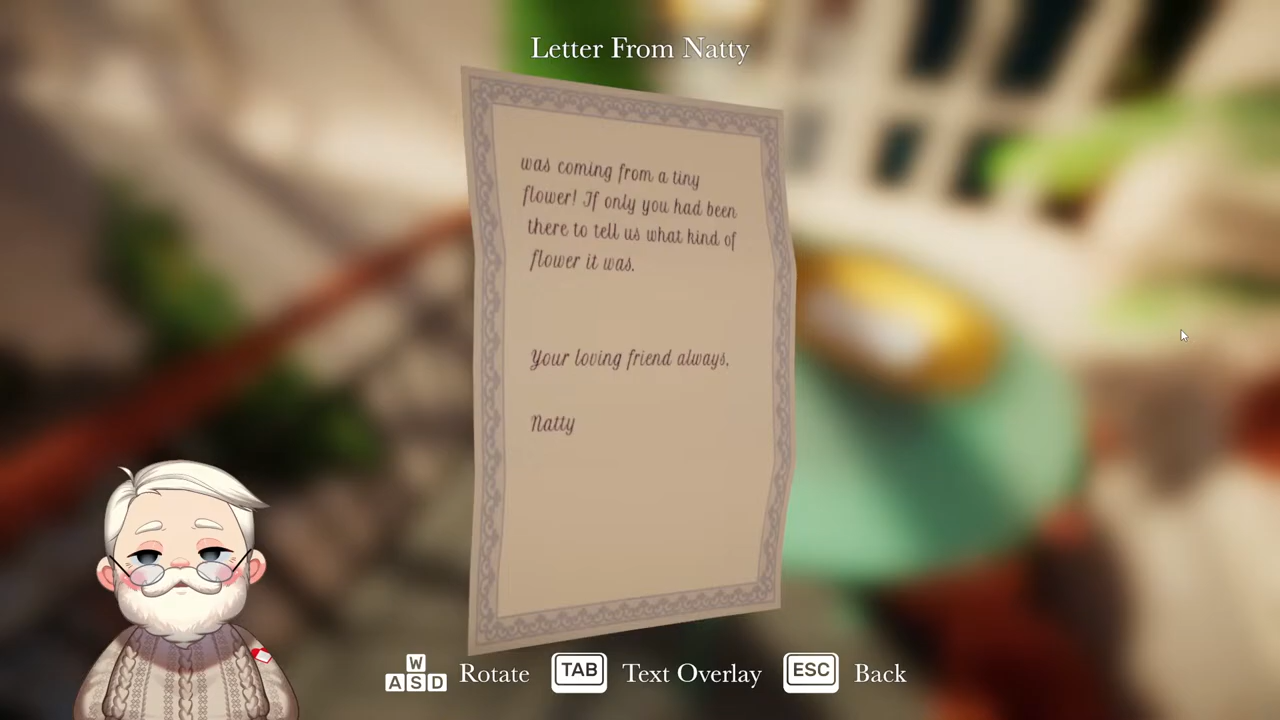 Letter From Natty
was coming from a tiny
flower! If only you had been
there to tell us what kind of
flower it was.
Your loving friend always.
Natty
W
A S D
Rotate
TAB
Text Overlay
ESC
Back